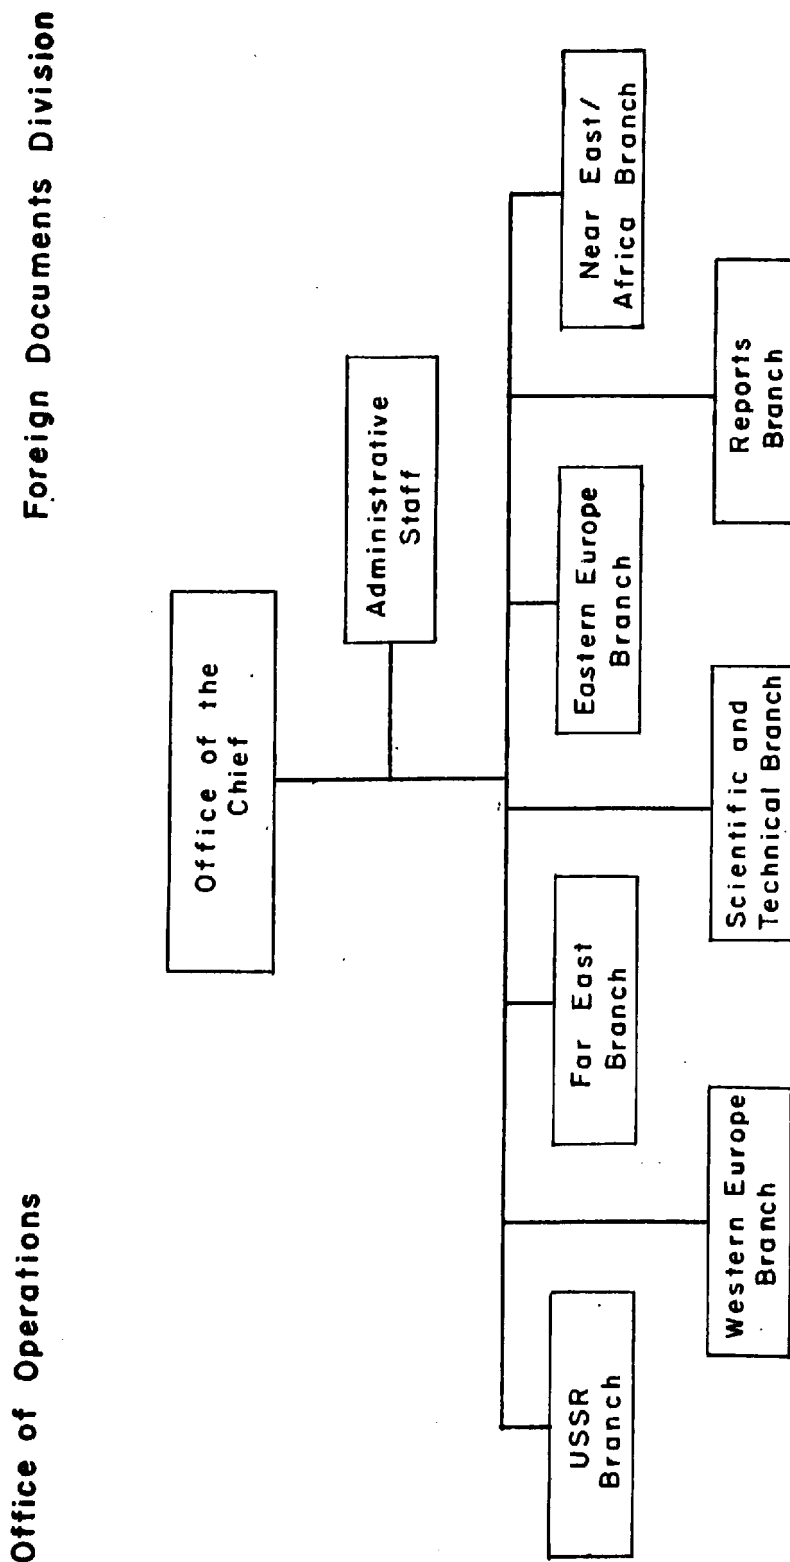 Office of Operations
Foreign Documents Division
Office of the
Chief
Administrative
Staff
USSR
Branch
Far East
Branch
Eastern Europe
Branch
Near East/
Africa Branch
Western Europe
Branch
Scientific and
Technical Branch
Reports
Branch